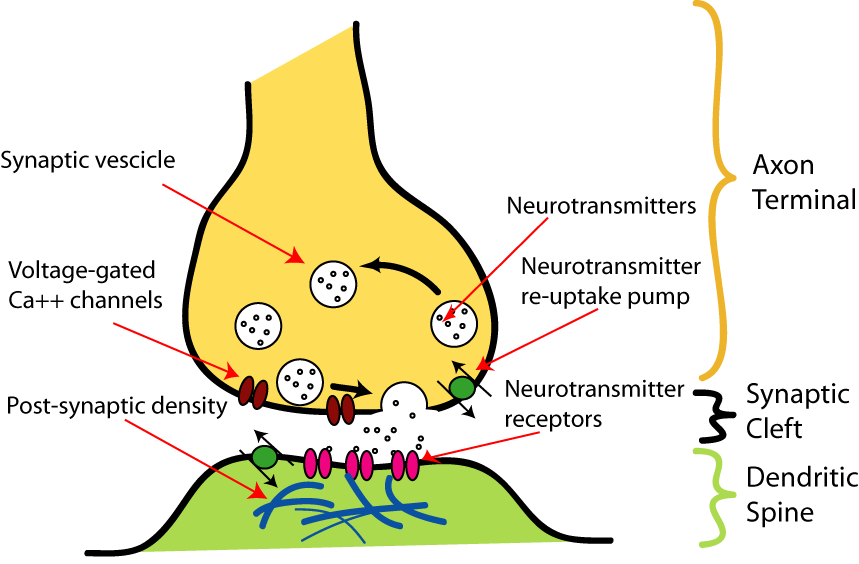 Synaptic vescicle
Voltage-gated
Ca++ channels
Post-synaptic density
Neurotransmitters
Neurotransmitter
re-uptake pump
Neurotransmitter
receptors
Axon
Terminal
Synaptic
Cleft
Dendritic
Spine